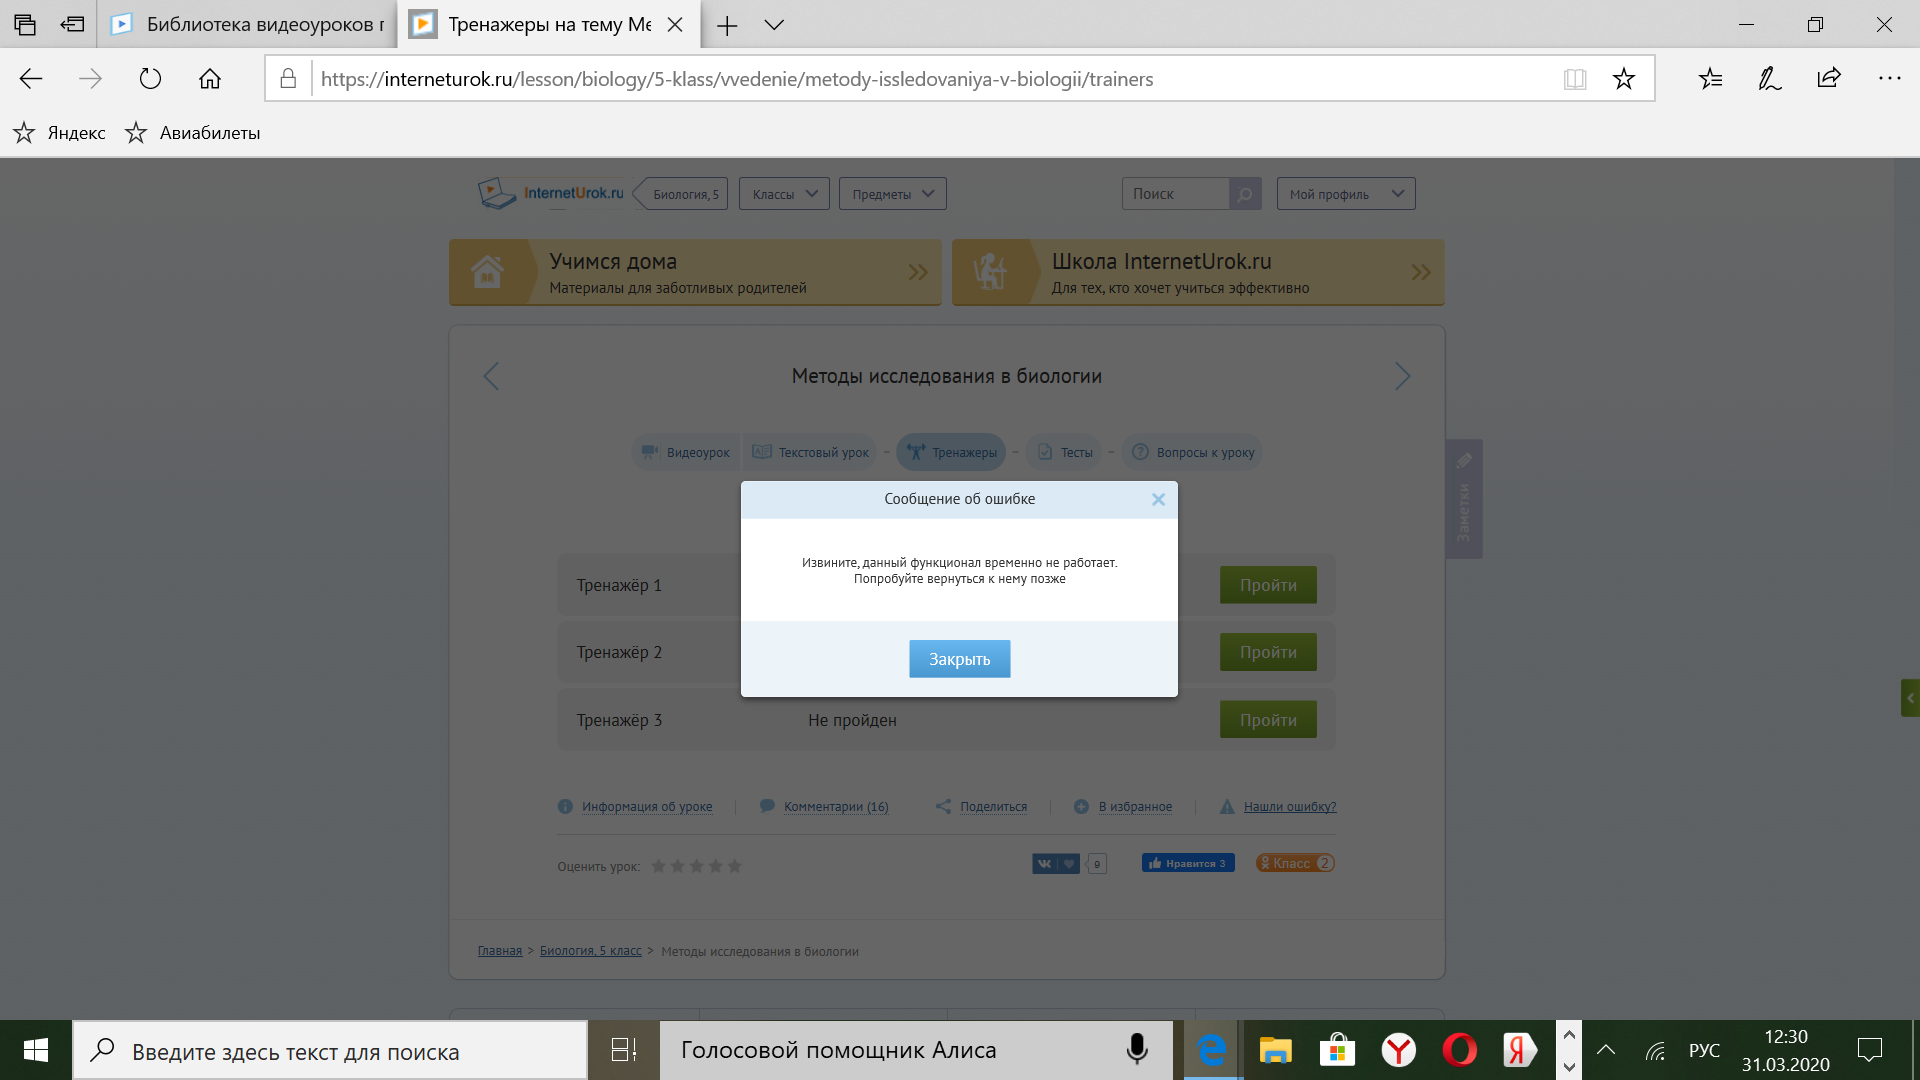 Библиотека видеоуроков п
Тренажеры на тему Ме
https://interneturok.ru/lesson/biology/5-klass/vvedenie/metody-issledovaniya-v-biologii/trainers
Яндекс
Авиабилеты
InternetUrok.ru
Биология, 5
Классы
Предметы
Поиск
Мой профиль
Учимся дома
Материалы для заботливых родителей
Школа InternetUrok.ru
Для тех, кто хочет учиться эффективно
Методы исследования в биологии
Видеоурок
Текстовый урок
Тренажеры
Тесты
Вопросы к уроку
Заметки
Сообщение об ошибке
Извините, данный функционал временно не работает.
Попробуйте вернуться к нему позже
Закрыть
Тренажёр 1
Пройти
Тренажёр 2
Пройти
Тренажёр 3
Не пройден
Пройти
Информация об уроке
Комментарии (16)
Поделиться
В избранное
Нашли ошибку?
Оценить урок:
9
Нравится 3
Класс
2
Главная > Биология, 5 класс > Методы исследования в биологии
Введите здесь текст для поиска
Голосовой помощник Алиса
РУС
12:30
31.03.2020